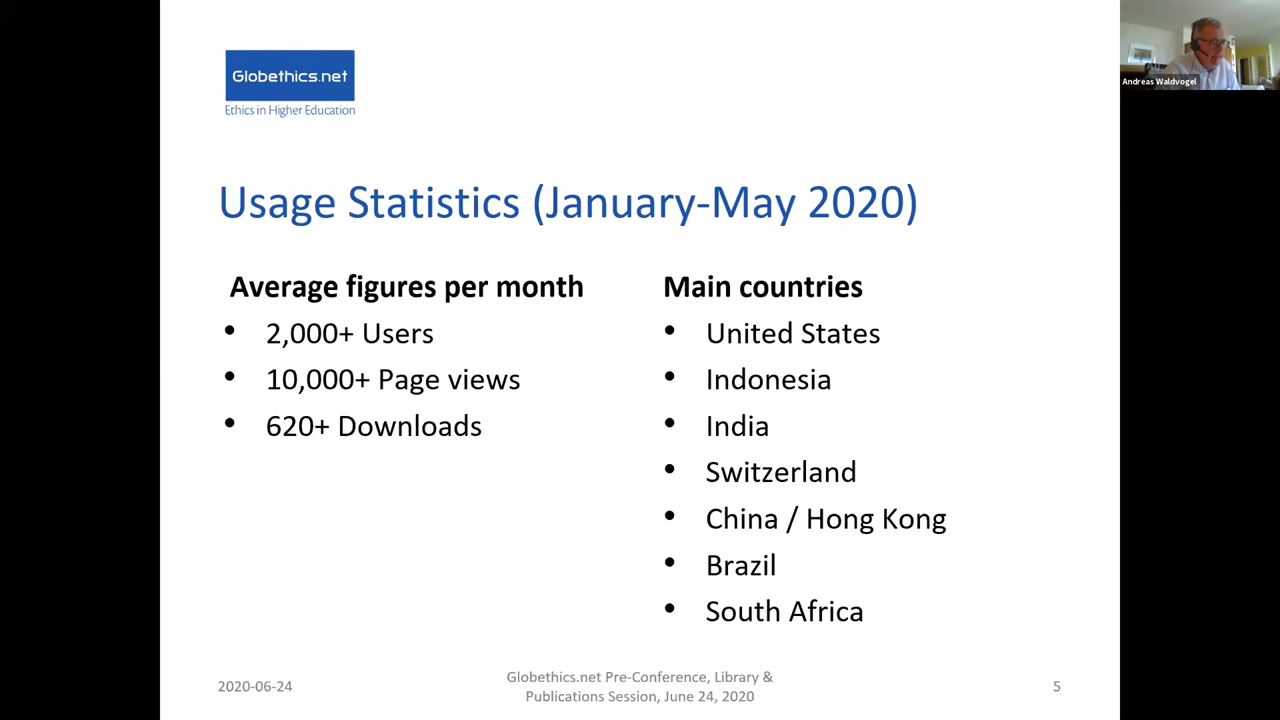 Globethics.net
Ethics in Higher Education
Andreas Waldvogel
Usage Statistics (January-May 2020)
Average figures per month
• 2,000+ Users
• 10,000+ Page views
• 620+ Downloads
Main countries
• United States
• Indonesia
• India
• Switzerland
• China / Hong Kong
• Brazil
• South Africa
2020-06-24
Globethics.net Pre-Conference, Library &
Publications Session, June 24, 2020
5